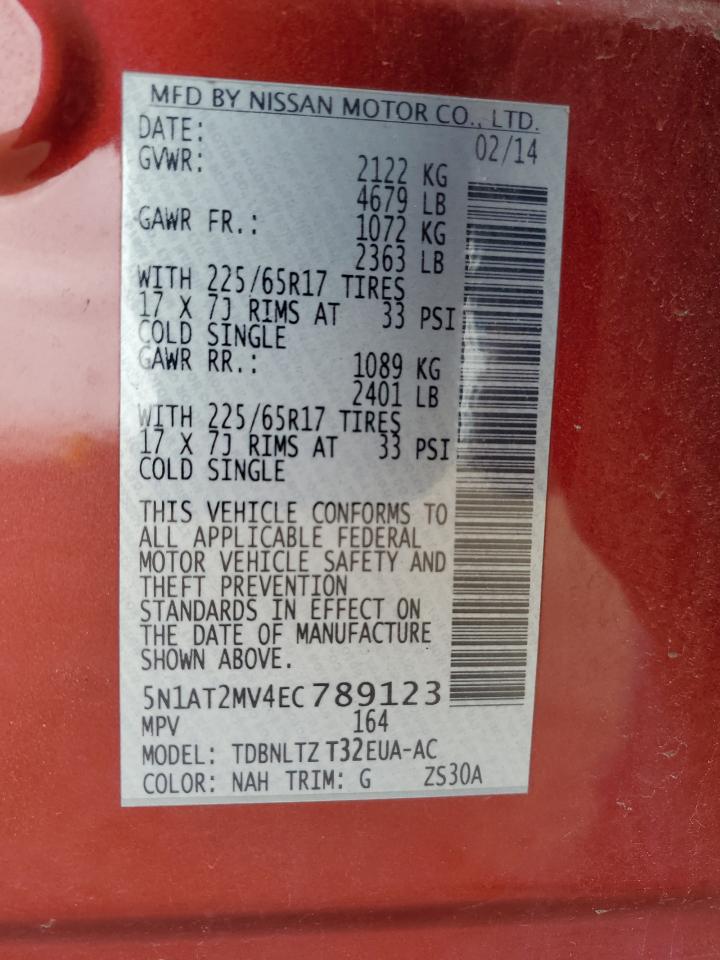 MFD BY NISSAN MOTOR CO., LTD.
DATE: 02/14
GVWR: 2122 KG
4679 LB
GAWR FR.: 1072 KG
2363 LB
WITH 225/65R17 TIRES
17 X 7J RIMS AT 33 PSI
COLD SINGLE
GAWR RR.: 1089 KG
2401 LB
WITH 225/65R17 TIRES
17 X 7J RIMS AT 33 PSI
COLD SINGLE
THIS VEHICLE CONFORMS TO
ALL APPLICABLE FEDERAL
MOTOR VEHICLE SAFETY AND
THEFT PREVENTION
STANDARDS IN EFFECT ON
THE DATE OF MANUFACTURE
SHOWN ABOVE.
5N1AT2MV4EC789123
MPV 164
MODEL: TDBNLTZ T32EUA-AC
COLOR: NAH TRIM: G ZS30A